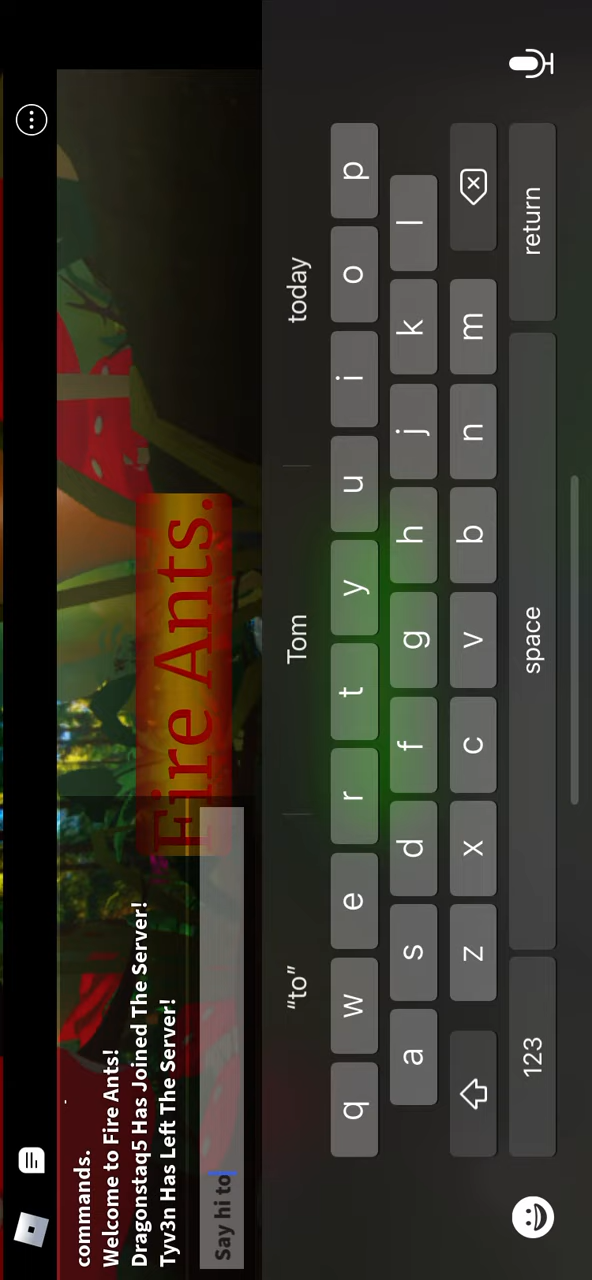 commands.
Welcome to Fire Ants!
Dragonstaq5 Has Joined The Server!
Tyv3n Has Left The Server!
Say hi to
Fire Ants.
“to” Tom today
q w e r t y u i o p
a s d f g h j k l
z x c v b n m
123 space return